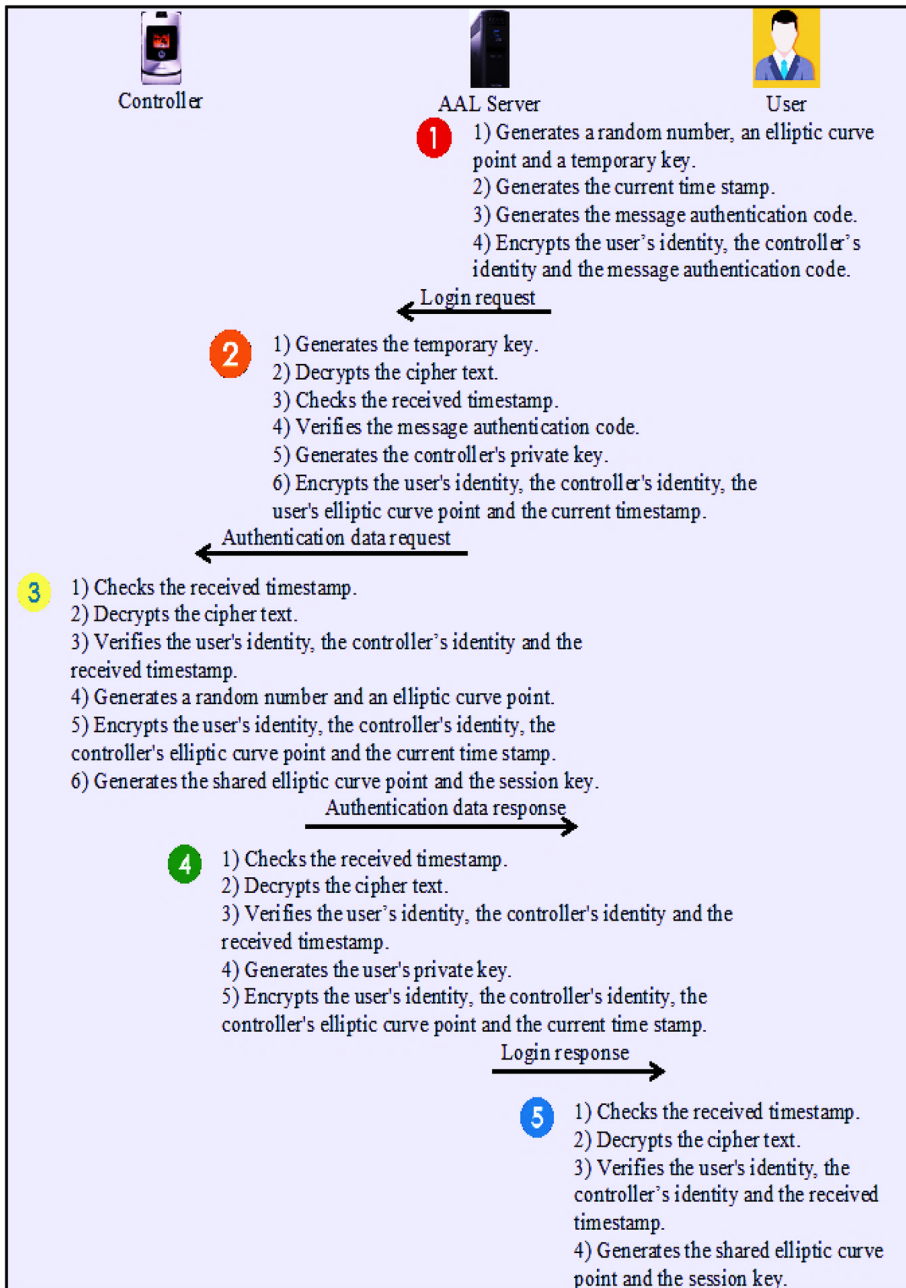 Controller
AAL Server
User
1
1) Generates a random number, an elliptic curve
point and a temporary key.
2) Generates the current time stamp.
3) Generates the message authentication code.
4) Encrypts the user’s identity, the controller’s
identity and the message authentication code.
Login request
2
1) Generates the temporary key.
2) Decrypts the cipher text.
3) Checks the received timestamp.
4) Verifies the message authentication code.
5) Generates the controller's private key.
6) Encrypts the user's identity, the controller's identity, the
user's elliptic curve point and the current timestamp.
Authentication data request
3
1) Checks the received timestamp.
2) Decrypts the cipher text.
3) Verifies the user's identity, the controller’s identity and the
received timestamp.
4) Generates a random number and an elliptic curve point.
5) Encrypts the user's identity, the controller's identity, the
controller's elliptic curve point and the current time stamp.
6) Generates the shared elliptic curve point and the session key.
Authentication data response
4
1) Checks the received timestamp.
2) Decrypts the cipher text.
3) Verifies the user’s identity, the controller's identity and the
received timestamp.
4) Generates the user's private key.
5) Encrypts the user's identity, the controller's identity, the
controller's elliptic curve point and the current time stamp.
Login response
5
1) Checks the received timestamp.
2) Decrypts the cipher text.
3) Verifies the user's identity, the
controller’s identity and the received
timestamp.
4) Generates the shared elliptic curve
point and the session key.